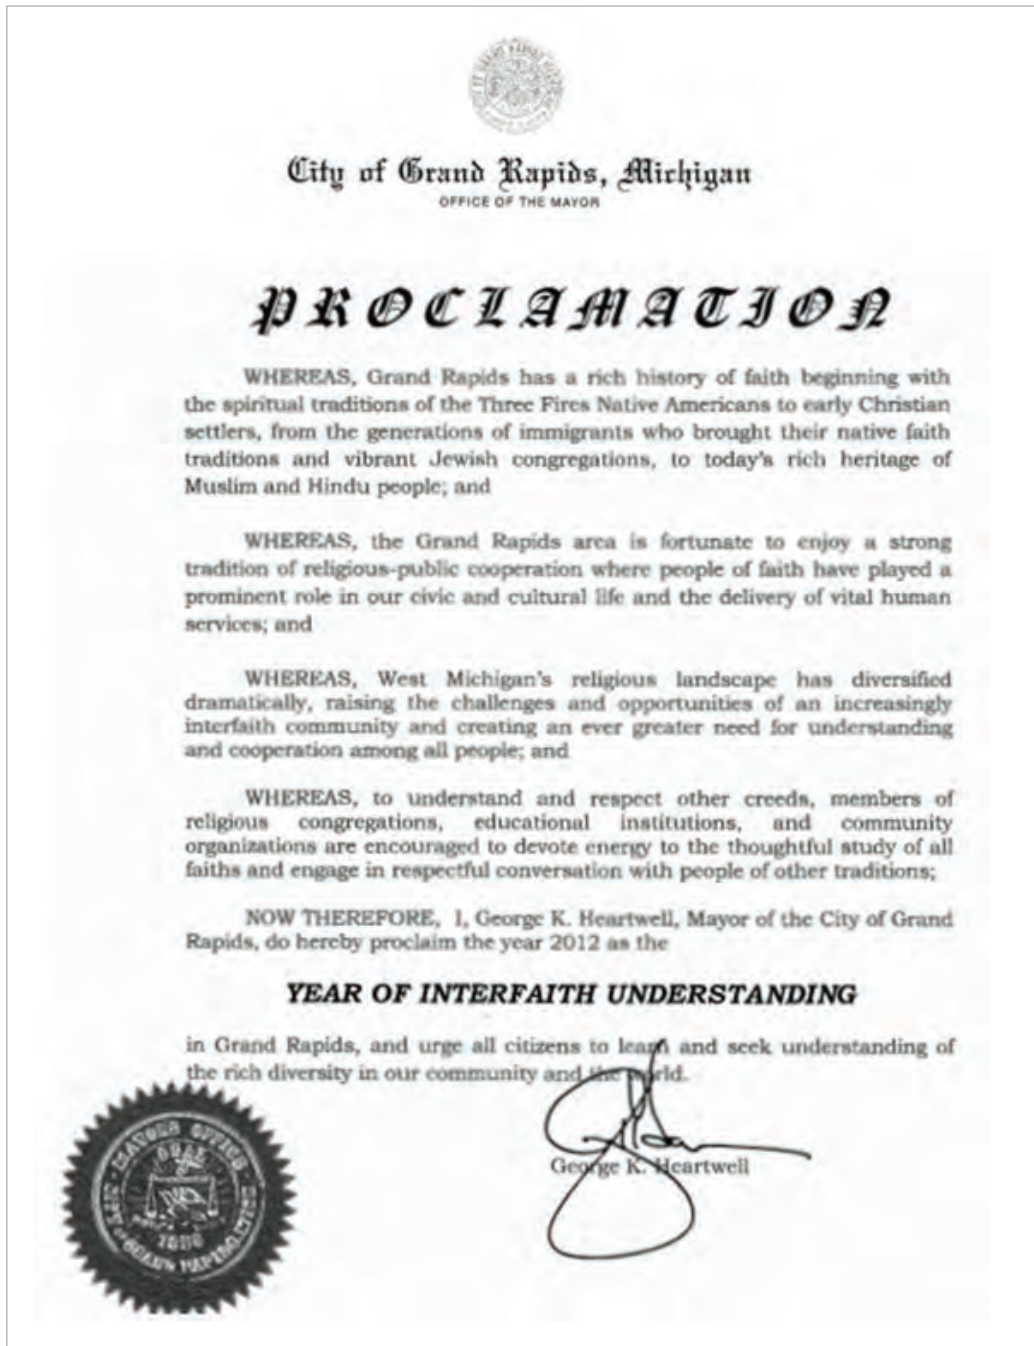 City of Grand Rapids, Michigan
OFFICE OF THE MAYOR
PROCLAMATION
WHEREAS, Grand Rapids has a rich history of faith beginning with
the spiritual traditions of the Three Fires Native Americans to early Christian
settlers, from the generations of immigrants who brought their native faith
traditions and vibrant Jewish congregations, to today's rich heritage of
Muslim and Hindu people; and
WHEREAS, the Grand Rapids area is fortunate to enjoy a strong
tradition of religious-public cooperation where people of faith have played a
prominent role in our civic and cultural life and the delivery of vital human
services; and
WHEREAS, West Michigan's religious landscape has diversified
dramatically, raising the challenges and opportunities of an increasingly
interfaith community and creating an ever greater need for understanding
and cooperation among all people; and
WHEREAS, to understand and respect other creeds, members of
religious congregations, educational institutions, and community
organizations are encouraged to devote energy to the thoughtful study of all
faiths and engage in respectful conversation with people of other traditions;
NOW THEREFORE, I, George K. Heartwell, Mayor of the City of Grand
Rapids, do hereby proclaim the year 2012 as the
YEAR OF INTERFAITH UNDERSTANDING
in Grand Rapids, and urge all citizens to learn and seek understanding of
the rich diversity in our community and the world.
George K. Heartwell
MAYORS OFFICE
SEAL
CITY OF GRAND RAPIDS, MICH.